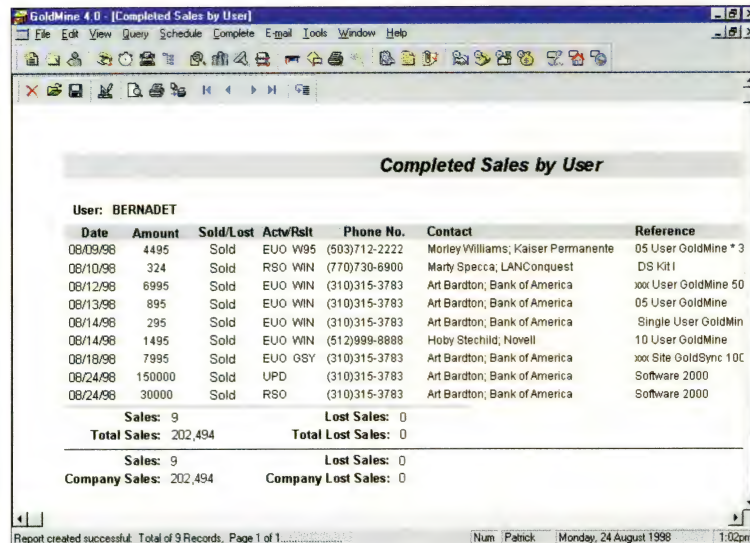 GoldMine 4.0 - [Completed Sales by User]
File Edit View Query Schedule Complete E-mail Tools Window Help
Completed Sales by User
User: BERNADET
Date Amount Sold/Lost Actv/Rslt Phone No. Contact Reference
08/09/98 4495 Sold EUO W95 (503)712-2222 Morley Williams; Kaiser Permanente 05 User GoldMine * 3
08/10/98 324 Sold RSO WIN (770)730-6900 Marty Specca; LANConquest DS Kit I
08/12/98 6995 Sold EUO WIN (310)315-3783 Art Bardton; Bank of America xxx User GoldMine 50
08/13/98 895 Sold EUO WIN (310)315-3783 Art Bardton; Bank of America 05 User GoldMine
08/14/98 295 Sold EUO WIN (310)315-3783 Art Bardton; Bank of America Single User GoldMin
08/14/98 1495 Sold EUO WIN (512)999-8888 Hoby Stechild; Novell 10 User GoldMine
08/18/98 7995 Sold EUO GSY (310)315-3783 Art Bardton; Bank of America xxx Site GoldSync 100
08/24/98 150000 Sold UPD (310)315-3783 Art Bardton; Bank of America Software 2000
08/24/98 30000 Sold RSO (310)315-3783 Art Bardton; Bank of America Software 2000
Sales: 9 Lost Sales: 0
Total Sales: 202,494 Total Lost Sales: 0
Sales: 9 Lost Sales: 0
Company Sales: 202,494 Company Lost Sales: 0
Report created successful: Total of 9 Records, Page 1 of 1................... Num Patrick Monday, 24 August 1998 1:02pm